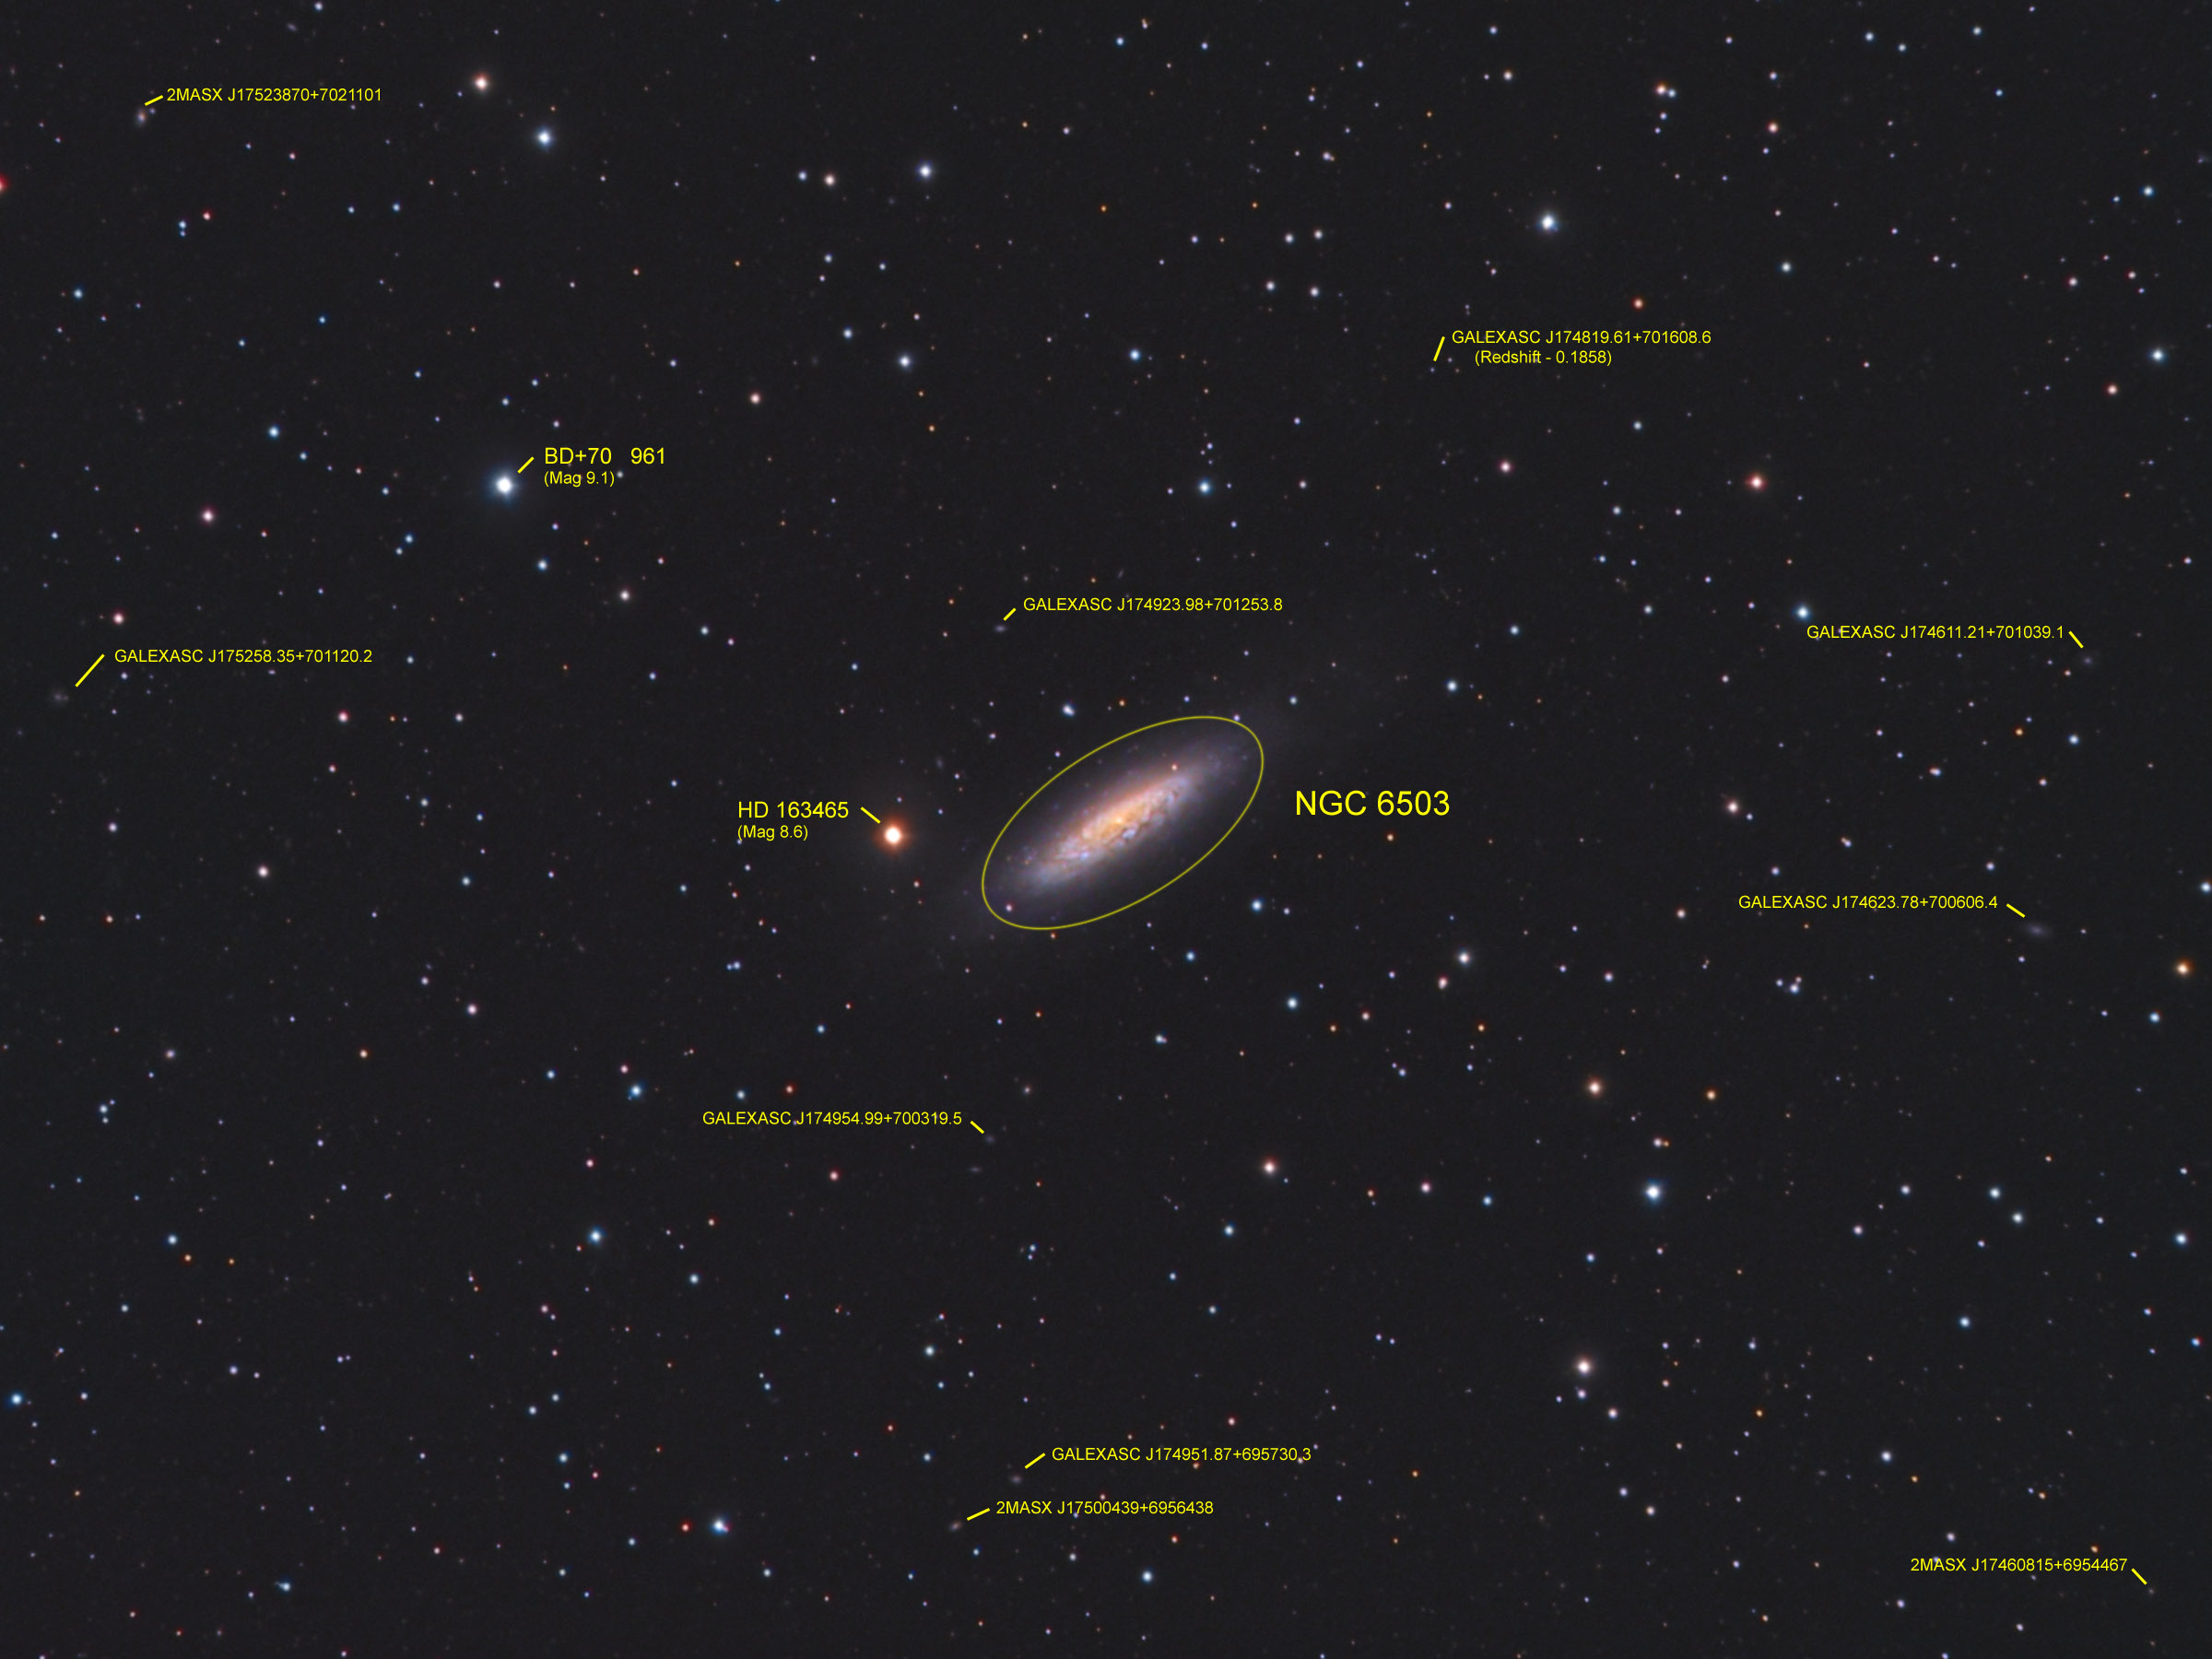 2MASX J17523870+7021101
GALEXASC J174819.61+701608.6
(Redshift - 0.1858)
BD+70 961
(Mag 9.1)
GALEXASC J174923.98+701253.8
GALEXASC J174611.21+701039.1
GALEXASC J175258.35+701120.2
NGC 6503
HD 163465
(Mag 8.6)
GALEXASC J174623.78+700606.4
GALEXASC J174954.99+700319.5
GALEXASC J174951.87+695730.3
2MASX J17500439+6956438
2MASX J17460815+6954467